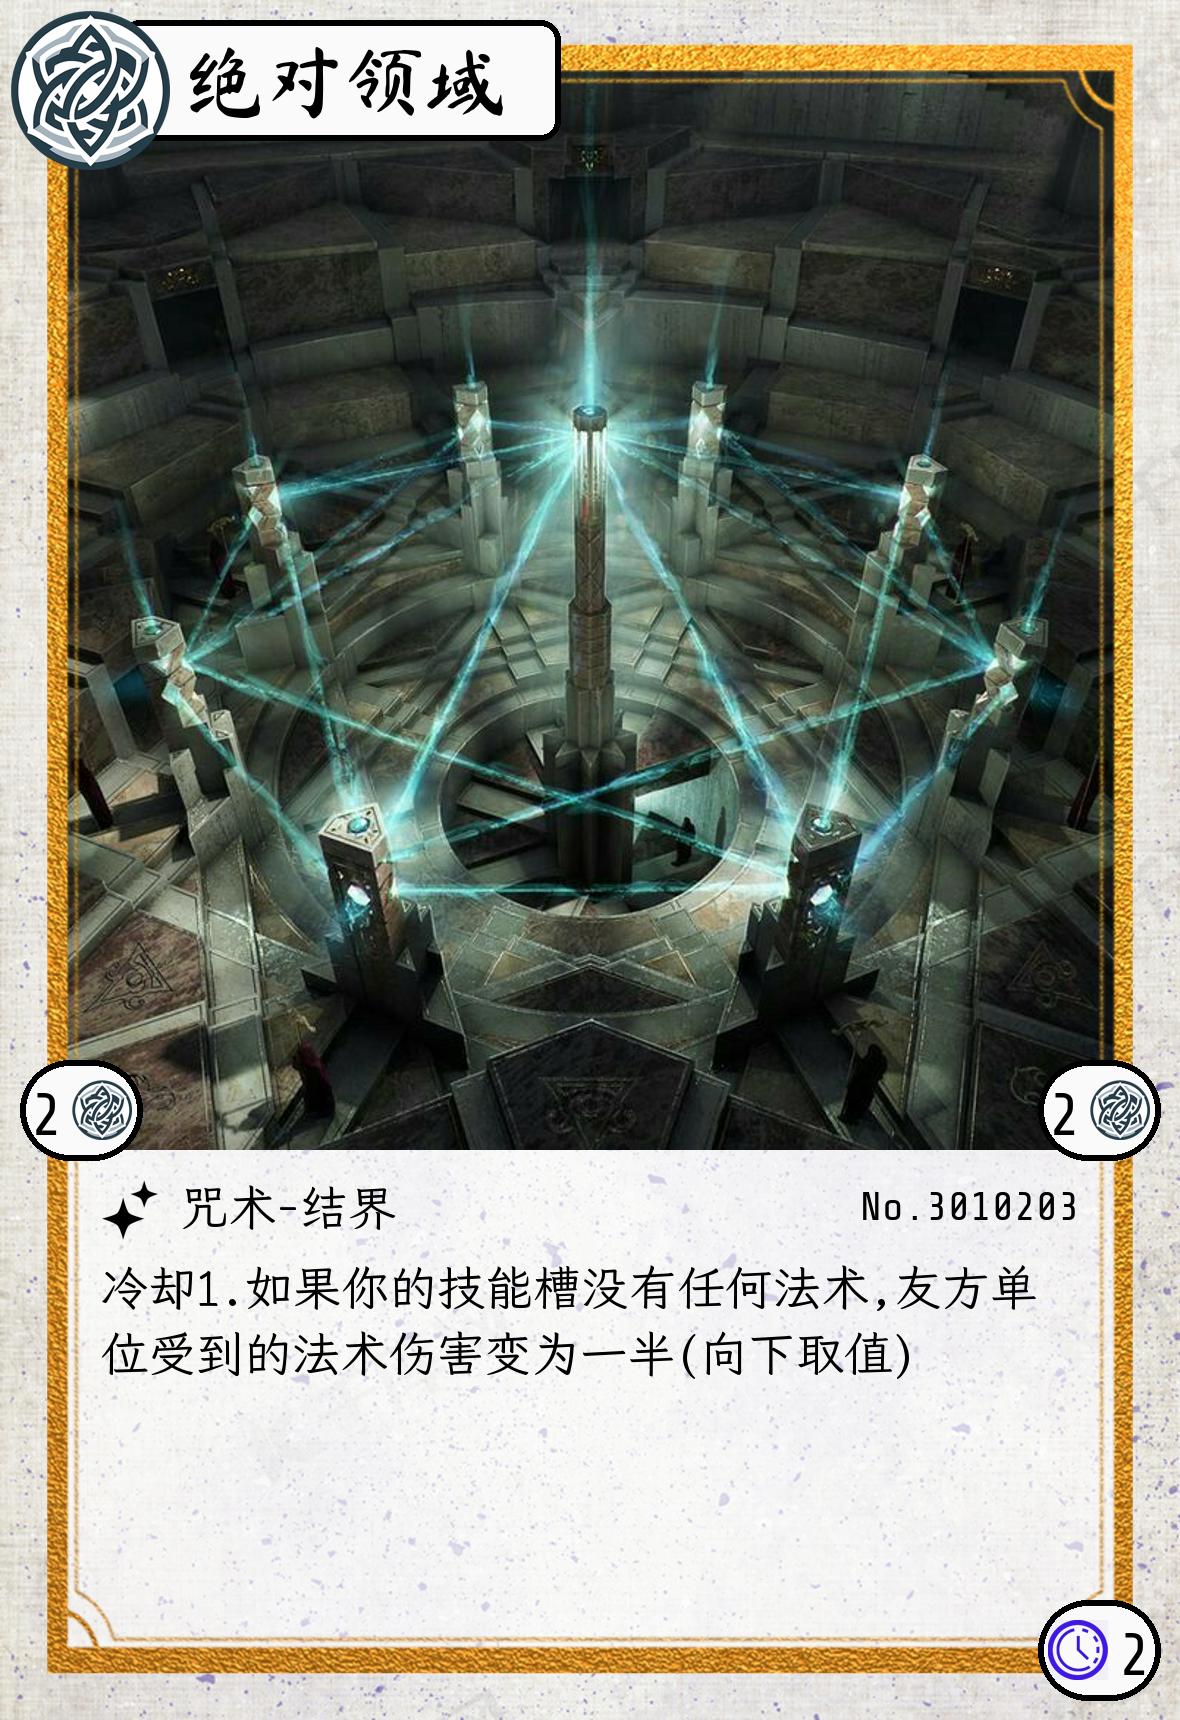 绝对领域
2
2
咒术-结界
No.3010203
冷却1.如果你的技能槽没有任何法术,友方单
位受到的法术伤害变为一半(向下取值)
2